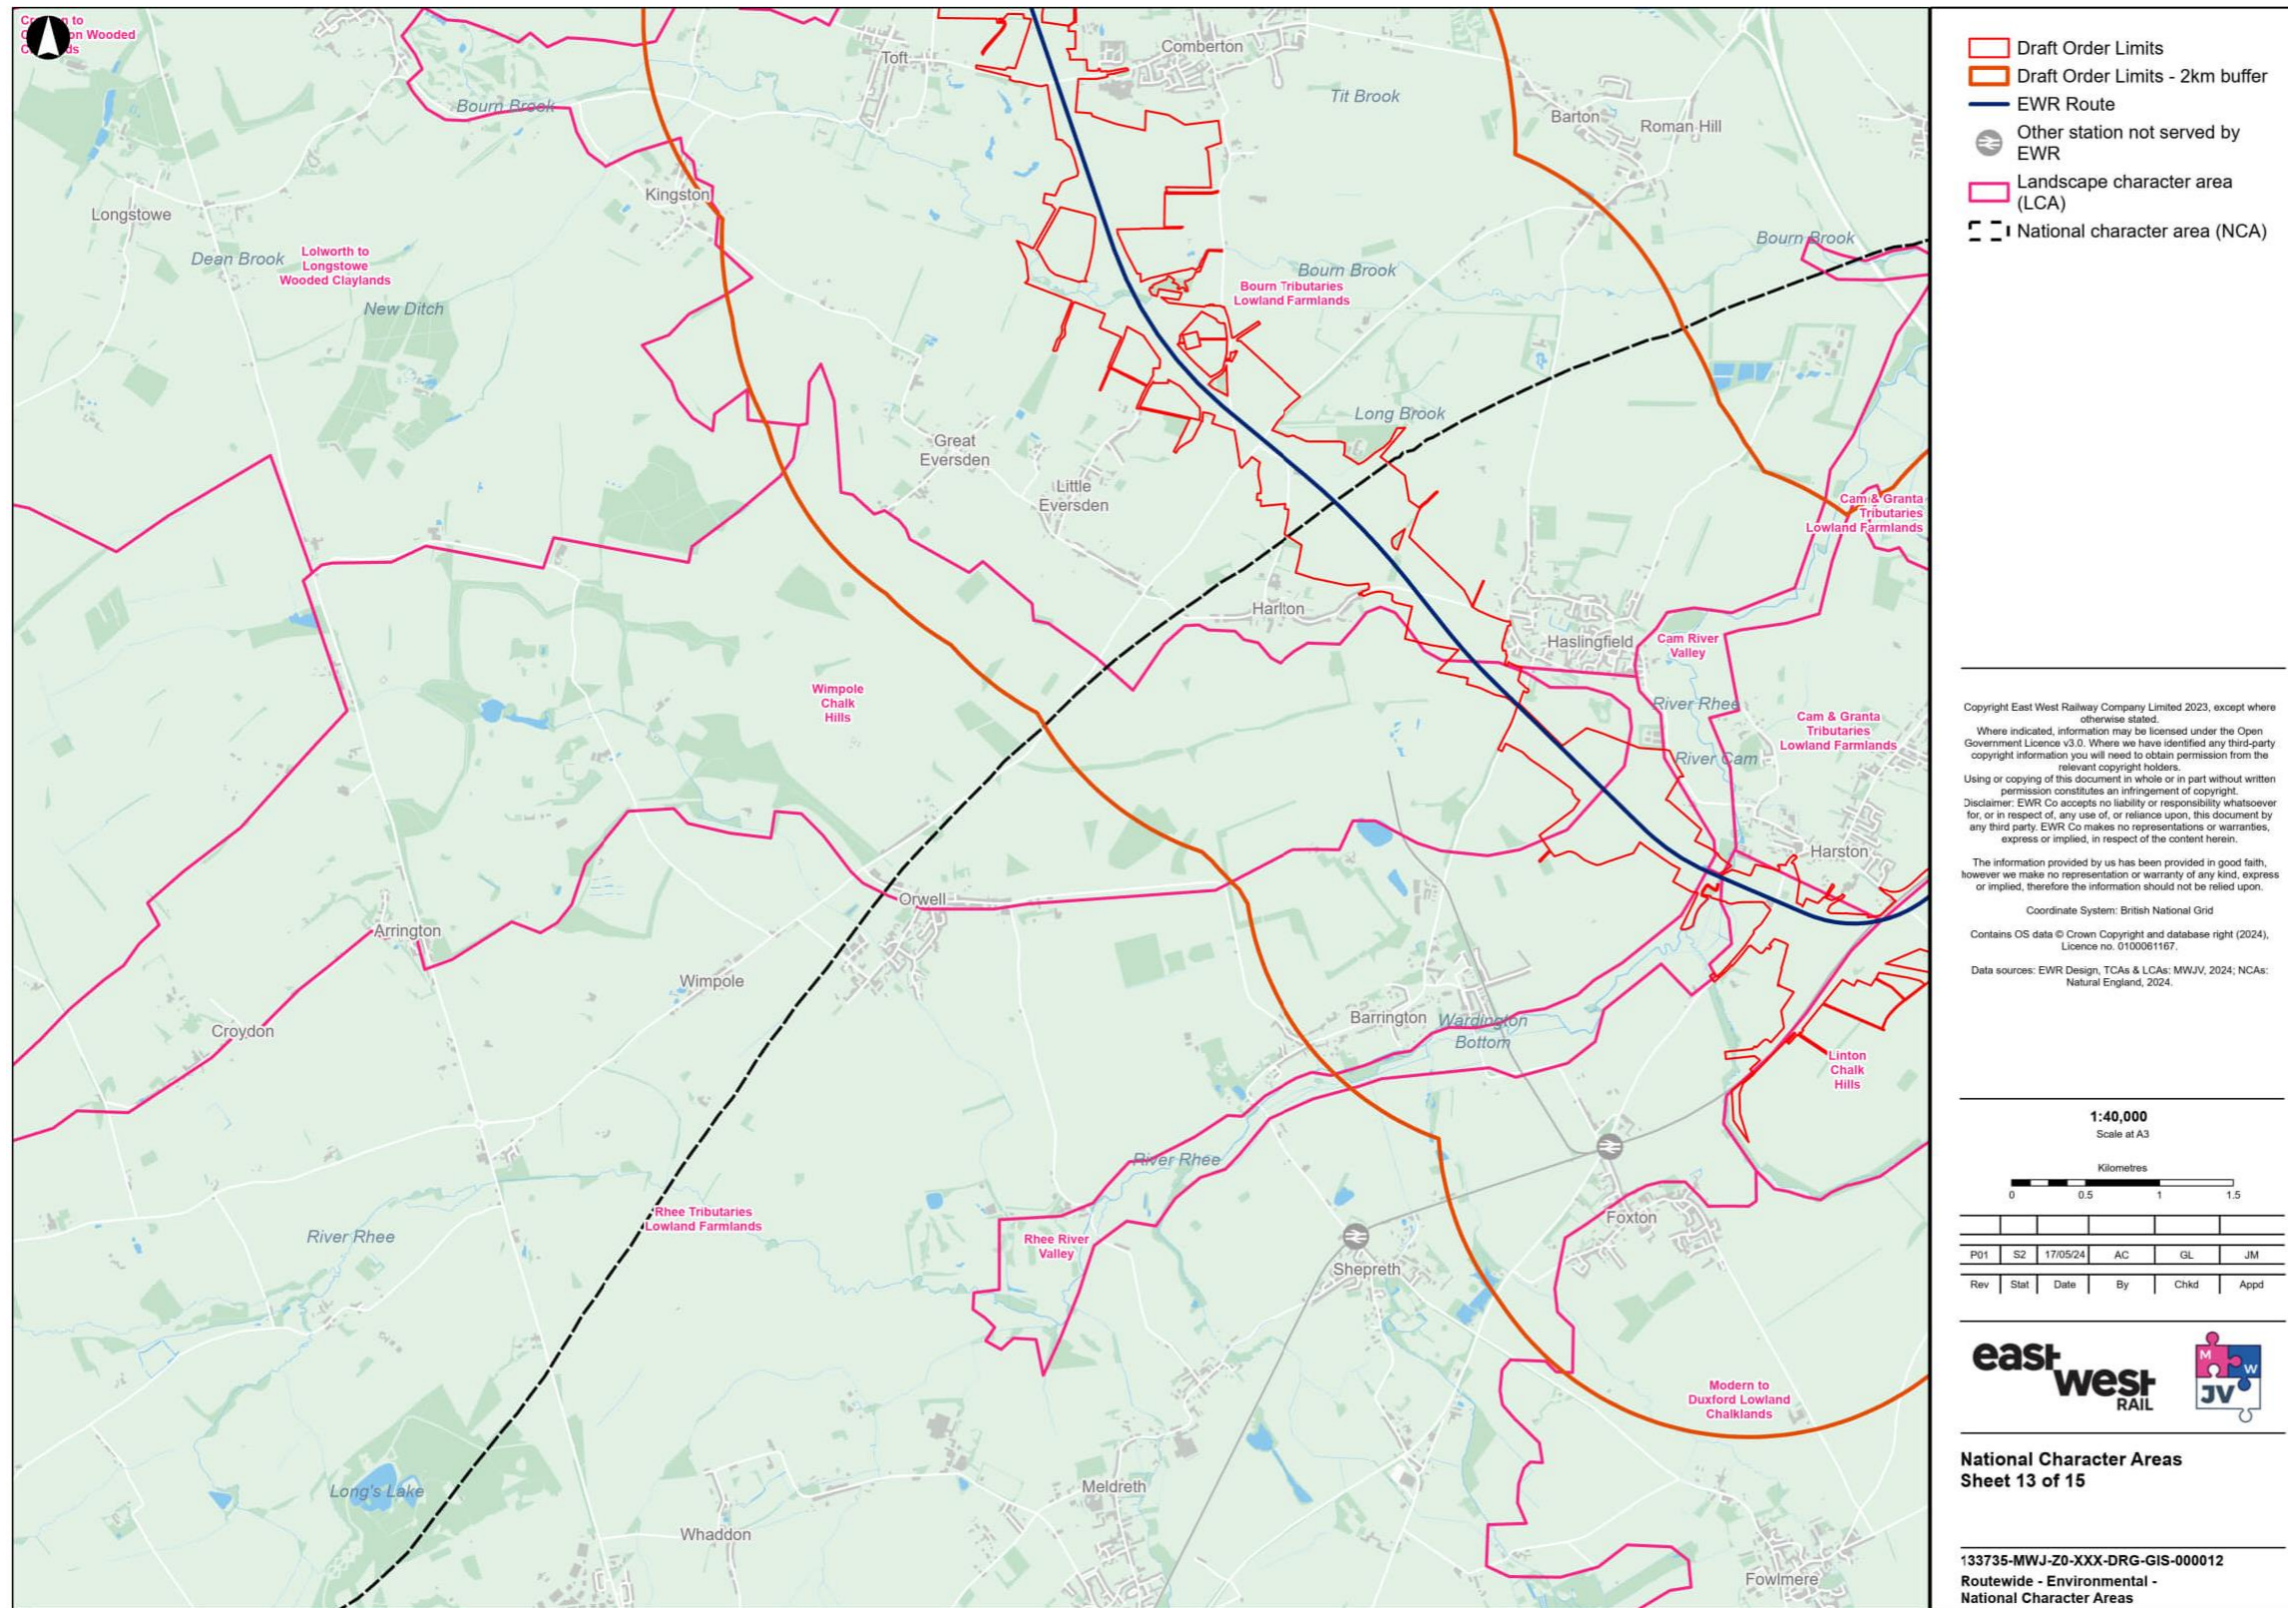 Toft
Comberton
Bourn Brook
Tit Brook
Barton
Roman Hill
Kingston
Longstowe
Dean Brook
Lolworth to
Longstowe
Wooded Claylands
New Ditch
Bourn Brook
Bourn Brook
Bourn Tributaries
Lowland Farmlands
Long Brook
Great
Eversden
Little
Eversden
Cam & Granta
Tributaries
Lowland Farmlands
Harlton
Haslingfield
Cam River
Valley
Wimpole
Chalk
Hills
River Rhee
Cam & Granta
Tributaries
Lowland Farmlands
River Cam
Harston
Orwell
Arrington
Wimpole
Croydon
Barrington
Wardington
Bottom
Linton
Chalk
Hills
River Rhee
Rhee Tributaries
Lowland Farmlands
River Rhee
Rhee River
Valley
Foxton
Shepreth
Modern to
Duxford Lowland
Chalklands
Long's Lake
Meldreth
Whaddon
Fowlmere
Draft Order Limits
Draft Order Limits - 2km buffer
EWR Route
Other station not served by
EWR
Landscape character area
(LCA)
National character area (NCA)
Copyright East West Railway Company Limited 2023, except where
otherwise stated.
Where indicated, information may be licensed under the Open
Government Licence v3.0. Where we have identified any third-party
copyright information you will need to obtain permission from the
relevant copyright holders.
Using or copying of this document in whole or in part without written
permission constitutes an infringement of copyright.
Disclaimer: EWR Co accepts no liability or responsibility whatsoever
for, or in respect of, any use of, or reliance upon, this document by
any third party. EWR Co makes no representations or warranties,
express or implied, in respect of the content herein.
The information provided by us has been provided in good faith,
however we make no representation or warranty of any kind, express
or implied, therefore the information should not be relied upon.
Coordinate System: British National Grid
Contains OS data © Crown Copyright and database right (2024),
Licence no. 0100061167.
Data sources: EWR Design, TCAs & LCAs: MWJV, 2024; NCAs:
Natural England, 2024.
1:40,000
Scale at A3
Kilometres
0 0.5 1 1.5
P01 S2 17/05/24 AC GL JM
Rev Stat Date By Chkd Appd
east
west
RAIL
M
W
JV
National Character Areas
Sheet 13 of 15
133735-MWJ-Z0-XXX-DRG-GIS-000012
Routewide - Environmental -
National Character Areas